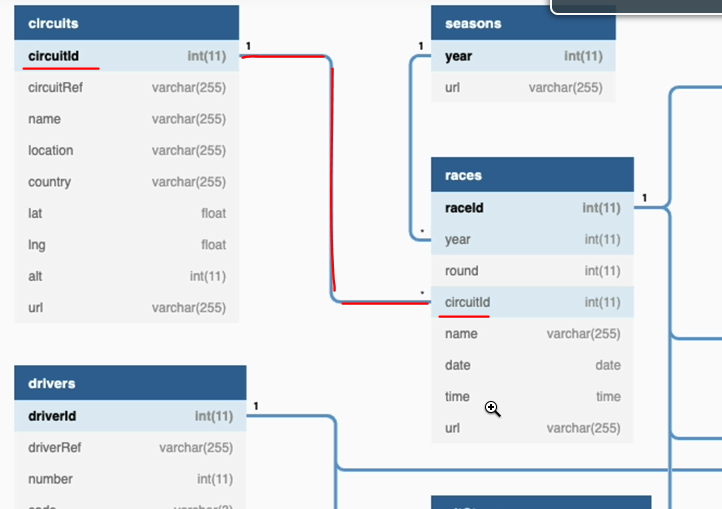 circuits
circuitId int(11)
circuitRef varchar(255)
name varchar(255)
location varchar(255)
country varchar(255)
lat float
lng float
alt int(11)
url varchar(255)
1
seasons
1
year int(11)
url varchar(255)
races
raceId int(11)
1
year int(11)
*
round int(11)
circuitId int(11)
*
name varchar(255)
date date
time time
url varchar(255)
drivers
driverId int(11)
1
driverRef varchar(255)
number int(11)